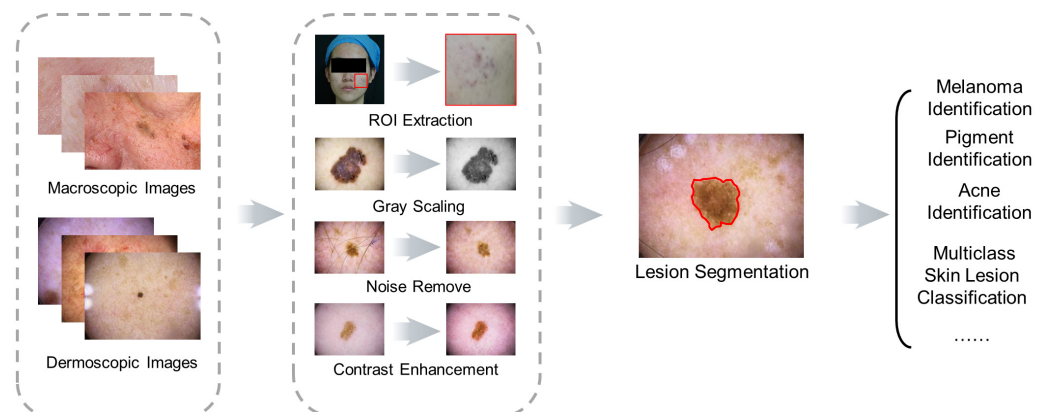 Macroscopic Images
Dermoscopic Images
ROI Extraction
Gray Scaling
Noise Remove
Contrast Enhancement
Lesion Segmentation
Melanoma
Identification
Pigment
Identification
Acne
Identification
Multiclass
Skin Lesion
Classification
……